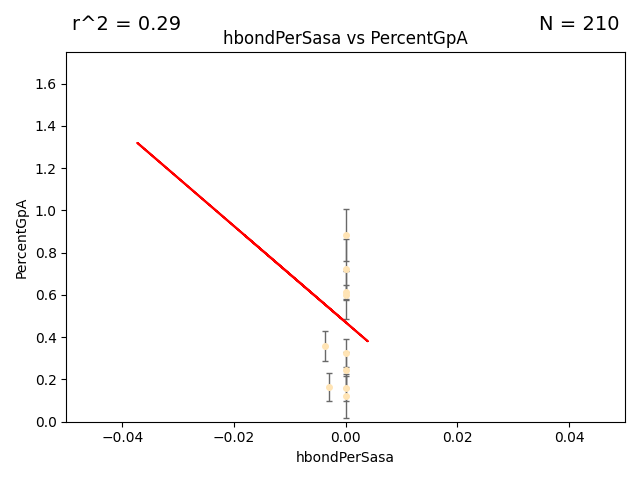 r^2 = 0.29
N = 210
hbondPerSasa vs PercentGpA
1.6
1.4
1.2
1.0
0.8
0.6
0.4
0.2
0.0
PercentGpA
−0.04
−0.02
0.00
0.02
0.04
hbondPerSasa